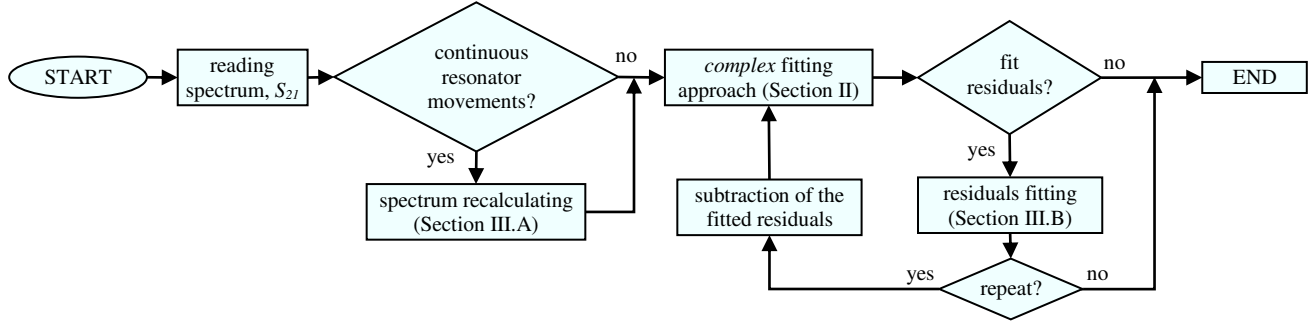 START
reading
spectrum, S21
continuous
resonator
movements?
no
yes
spectrum recalculating
(Section III.A)
complex fitting
approach (Section II)
fit
residuals?
no
END
yes
residuals fitting
(Section III.B)
repeat?
no
yes
subtraction of the
fitted residuals